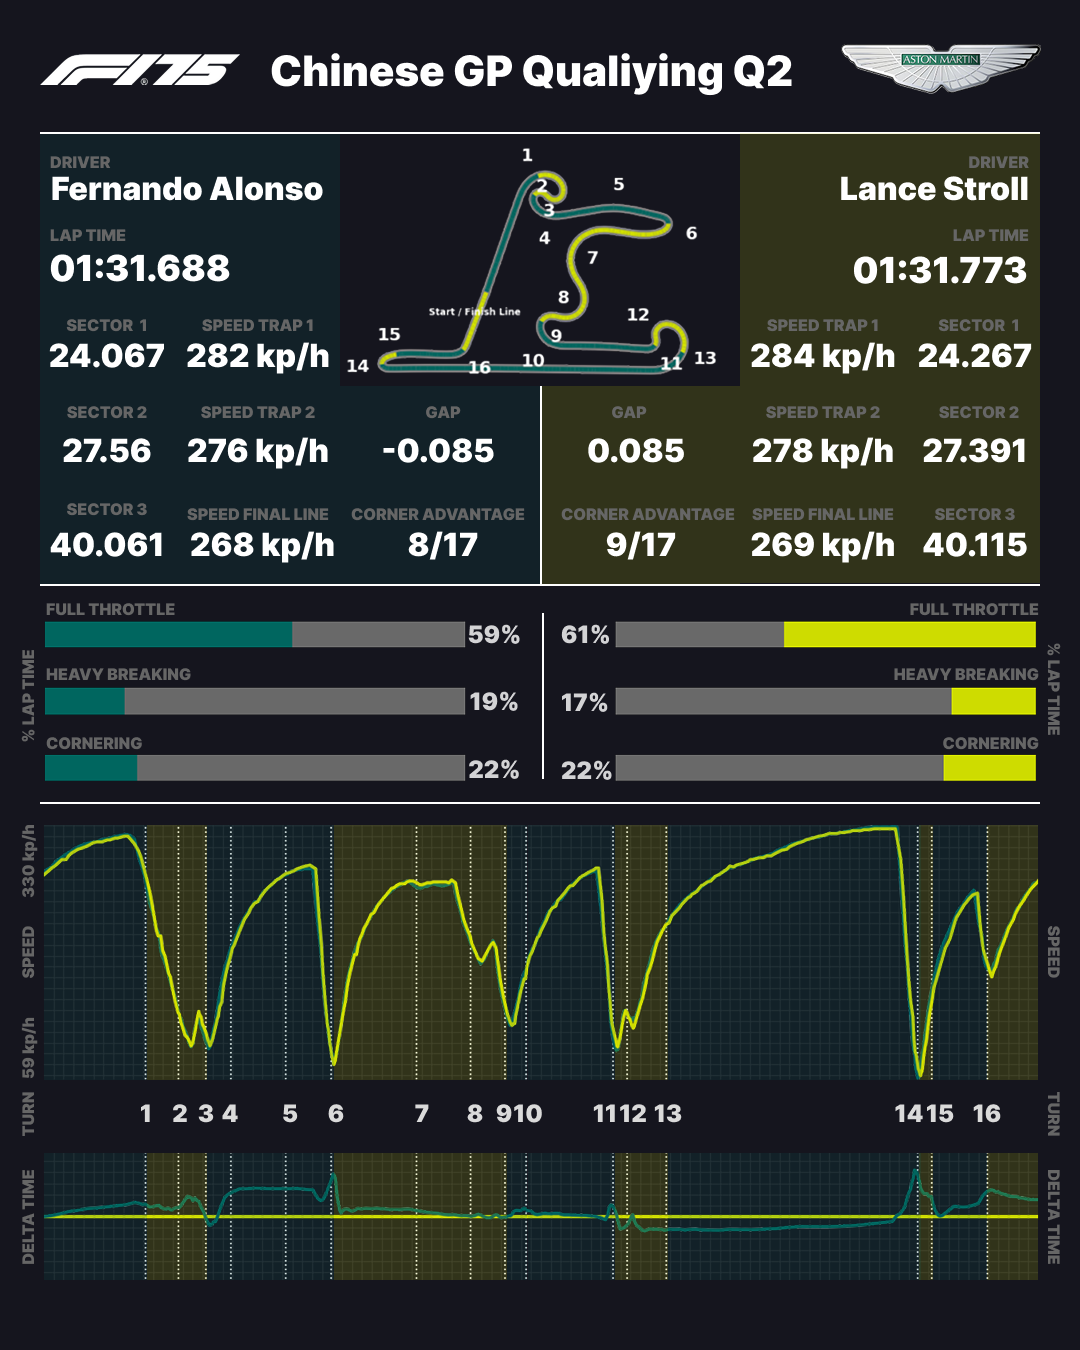 F1 75 Chinese GP Qualiying Q2 ASTON MARTIN
DRIVER
Fernando Alonso
LAP TIME
01:31.688
SECTOR 1 SPEED TRAP 1
24.067 282 kp/h
SECTOR 2 SPEED TRAP 2 GAP
27.56 276 kp/h -0.085
SECTOR 3 SPEED FINAL LINE CORNER ADVANTAGE
40.061 268 kp/h 8/17
1
2
3
4
5
6
7
8
9
10
11
12
13
14
15
16
Start / Finish Line
DRIVER
Lance Stroll
LAP TIME
01:31.773
SPEED TRAP 1 SECTOR 1
284 kp/h 24.267
GAP SPEED TRAP 2 SECTOR 2
0.085 278 kp/h 27.391
CORNER ADVANTAGE SPEED FINAL LINE SECTOR 3
9/17 269 kp/h 40.115
% LAP TIME
FULL THROTTLE
59%
HEAVY BREAKING
19%
CORNERING
22%
FULL THROTTLE
61%
HEAVY BREAKING
17%
CORNERING
22%
% LAP TIME
330 kp/h
SPEED
59 kp/h
SPEED
TURN 1 2 3 4 5 6 7 8 9 10 11 12 13 14 15 16 TURN
DELTA TIME
DELTA TIME